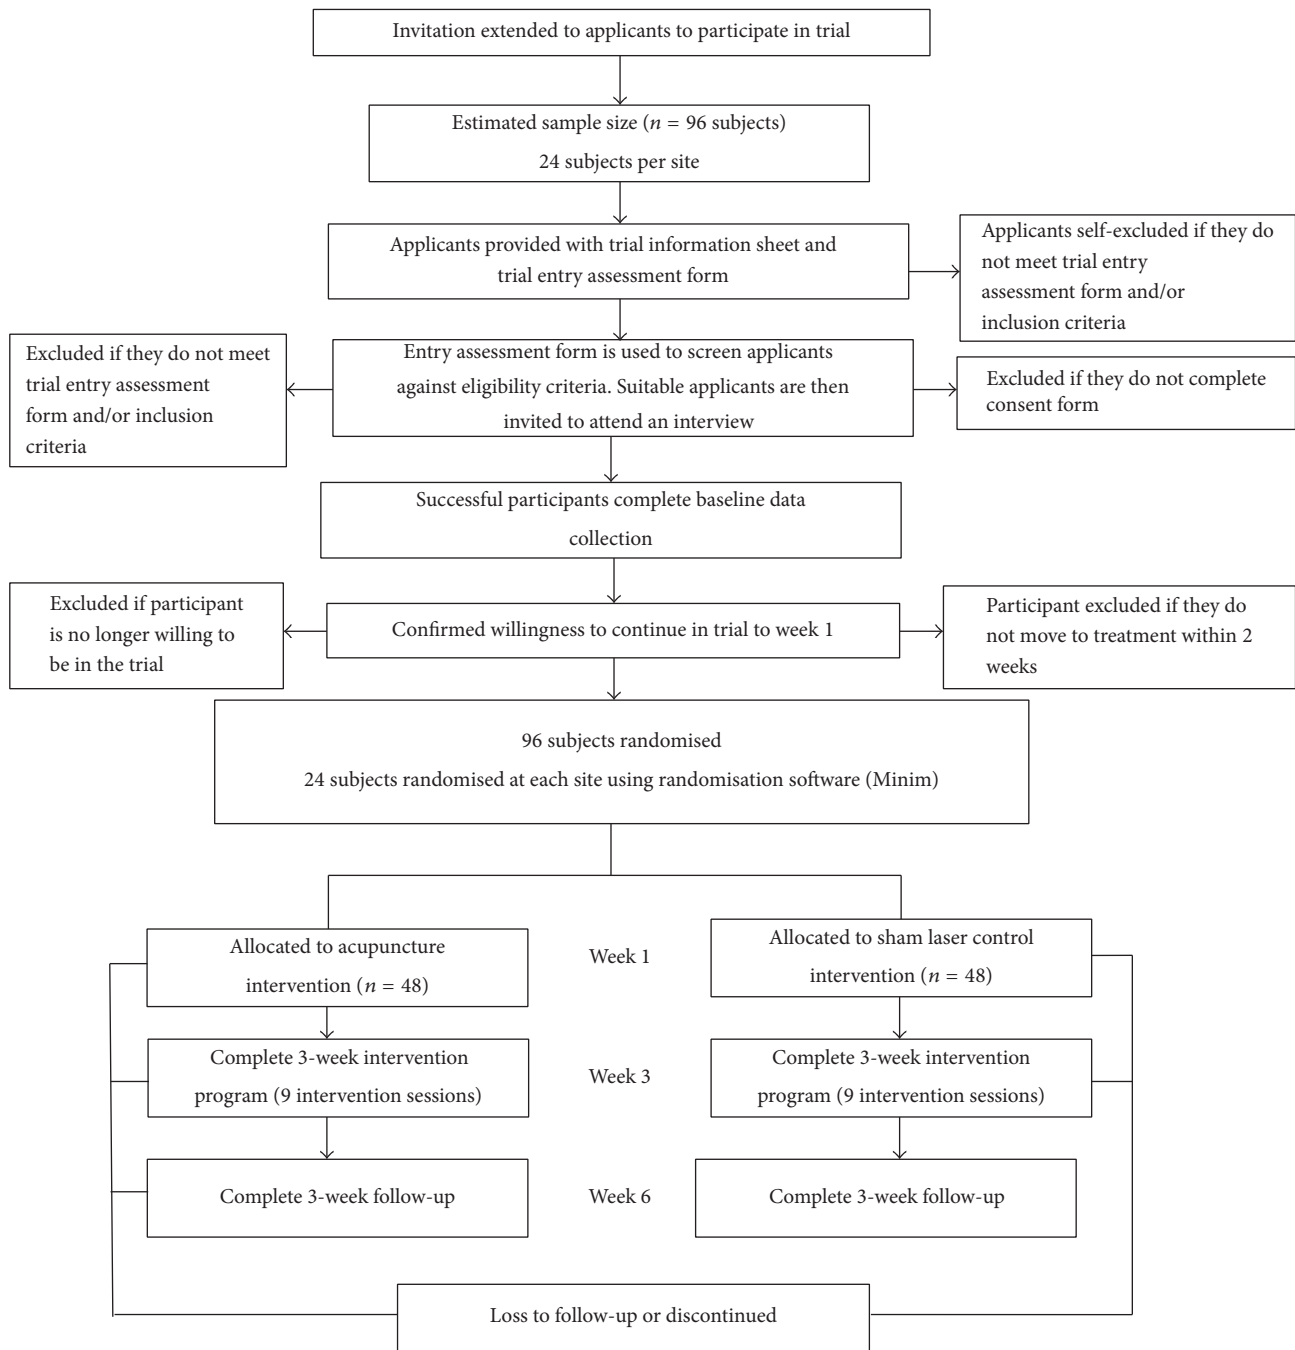 Invitation extended to applicants to participate in trial
Estimated sample size (n = 96 subjects)
24 subjects per site
Applicants provided with trial information sheet and
trial entry assessment form
Applicants self-excluded if they do
not meet trial entry
assessment form and/or
inclusion criteria
Excluded if they do not meet
trial entry assessment
form and/or inclusion
criteria
Entry assessment form is used to screen applicants
against eligibility criteria. Suitable applicants are then
invited to attend an interview
Excluded if they do not complete
consent form
Successful participants complete baseline data
collection
Excluded if participant
is no longer willing to
be in the trial
Confirmed willingness to continue in trial to week 1
Participant excluded if they do
not move to treatment within 2
weeks
96 subjects randomised
24 subjects randomised at each site using randomisation software (Minim)
Allocated to acupuncture
intervention (n = 48)
Week 1
Allocated to sham laser control
intervention (n = 48)
Complete 3-week intervention
program (9 intervention sessions)
Week 3
Complete 3-week intervention
program (9 intervention sessions)
Complete 3-week follow-up
Week 6
Complete 3-week follow-up
Loss to follow-up or discontinued